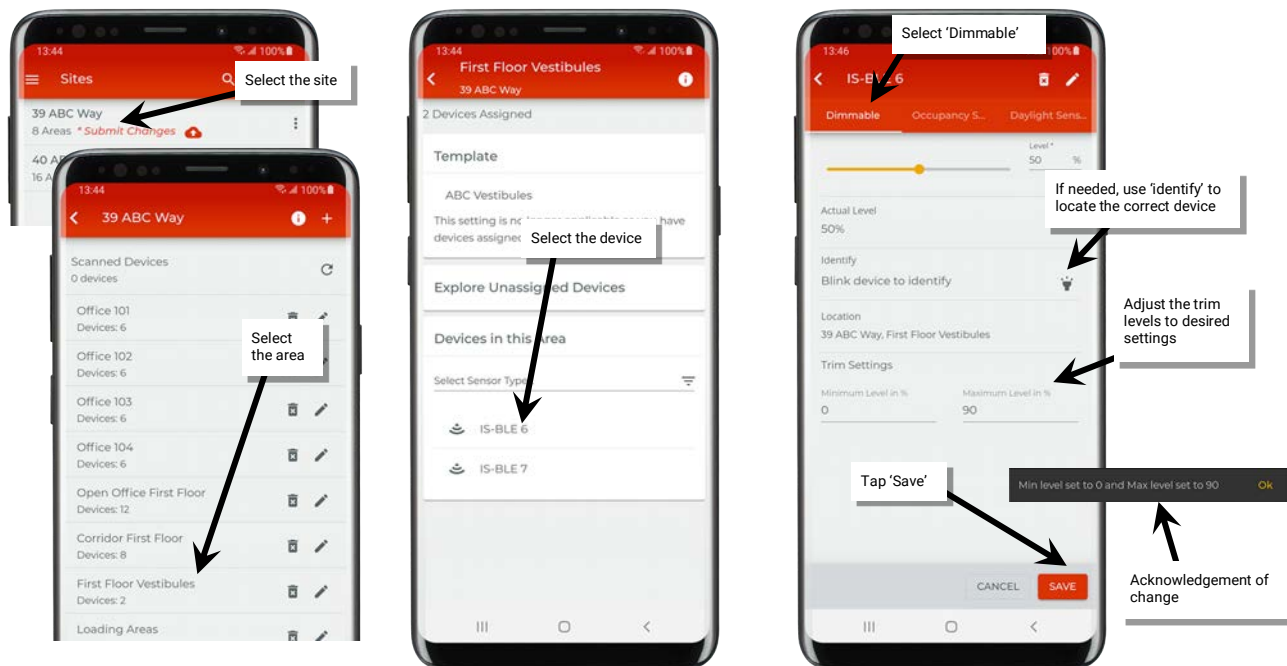 13:44
100%
Sites
Select the site
39 ABC Way
8 Areas * Submit Changes
40 A
16 A
13:44
100%
39 ABC Way
Scanned Devices
0 devices
Office 101
Devices: 6
Office 102
Devices: 6
Select
the area
Office 103
Devices: 6
Office 104
Devices: 6
Open Office First Floor
Devices: 12
Corridor First Floor
Devices: 8
First Floor Vestibules
Devices: 2
Loading Areas
13:44
100%
First Floor Vestibules
39 ABC Way
2 Devices Assigned
Template
ABC Vestibules
This setting is no have
devices assigned
Select the device
Explore Unassigned Devices
Devices in this Area
Select Sensor Type
IS-BLE 6
IS-BLE 7
Select ‘Dimmable’
13:46
00%
IS-BLE 6
Dimmable Occupancy S... Daylight Sens...
Level *
50 %
If needed, use ‘identify’ to
locate the correct device
Actual Level
50%
Identify
Blink device to identify
Adjust the trim
levels to desired
settings
Location
39 ABC Way, First Floor Vestibules
Trim Settings
Minimum Level in % Maximum Level in %
0 90
Tap ‘Save’
Min level set to 0 and Max level set to 90 Ok
CANCEL SAVE
Acknowledgement of
change